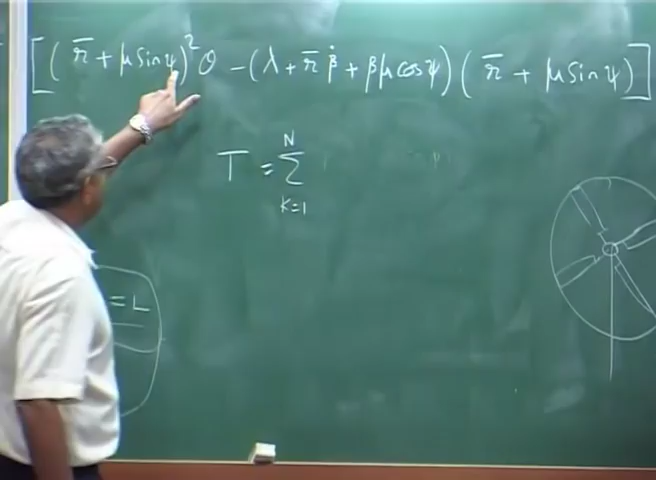 [(r̄ + μ sin ψ)² θ - (λ + r̄ β̇ + βμ cos ψ)(r̄ + μ sin ψ)]
N
T = Σ
K=1
= L